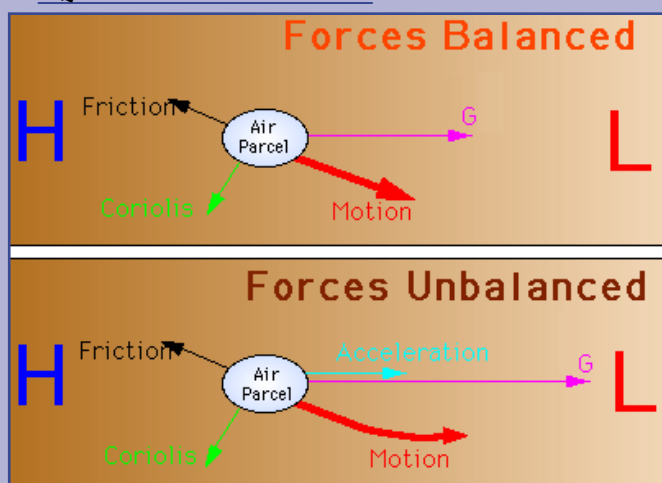 Forces Balanced
H
Friction
Air
Parcel
G
L
Coriolis
Motion
Forces Unbalanced
H
Friction
Acceleration
Air
Parcel
G
L
Coriolis
Motion